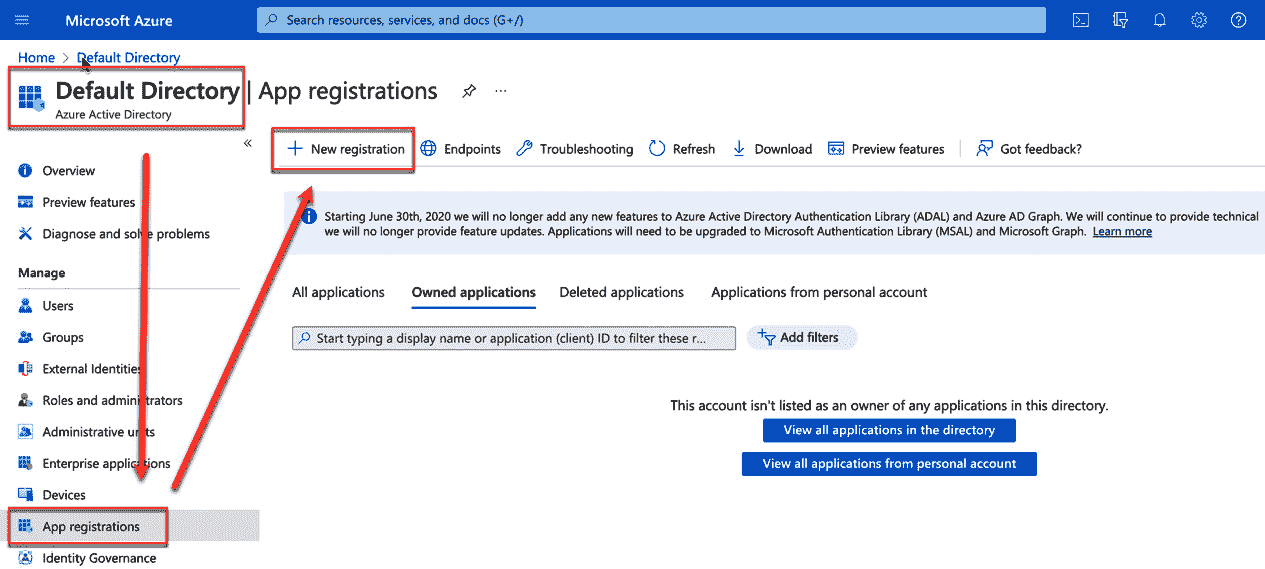 Microsoft Azure
Search resources, services, and docs (G+/)
Home > Default Directory
Default Directory | App registrations
Azure Active Directory
Overview
Preview features
Diagnose and solve problems
Manage
Users
Groups
External Identities
Roles and administrators
Administrative units
Enterprise applications
Devices
App registrations
Identity Governance
New registration Endpoints Troubleshooting Refresh Download Preview features Got feedback?
Starting June 30th, 2020 we will no longer add any new features to Azure Active Directory Authentication Library (ADAL) and Azure AD Graph. We will continue to provide technical
we will no longer provide feature updates. Applications will need to be upgraded to Microsoft Authentication Library (MSAL) and Microsoft Graph. Learn more
All applications Owned applications Deleted applications Applications from personal account
Start typing a display name or application (client) ID to filter these r... Add filters
This account isn't listed as an owner of any applications in this directory.
View all applications in the directory
View all applications from personal account